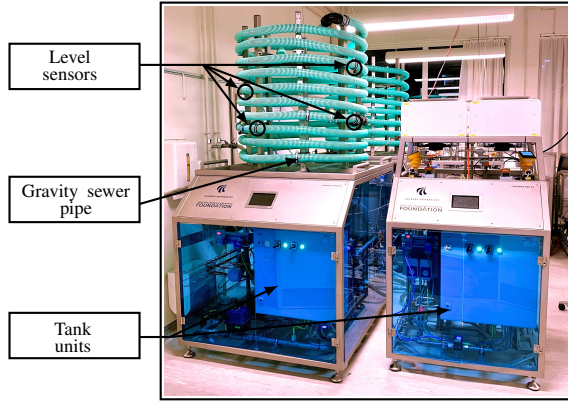 Level
sensors
Gravity sewer
pipe
Tank
units
FOUNDATION
FOUNDATION